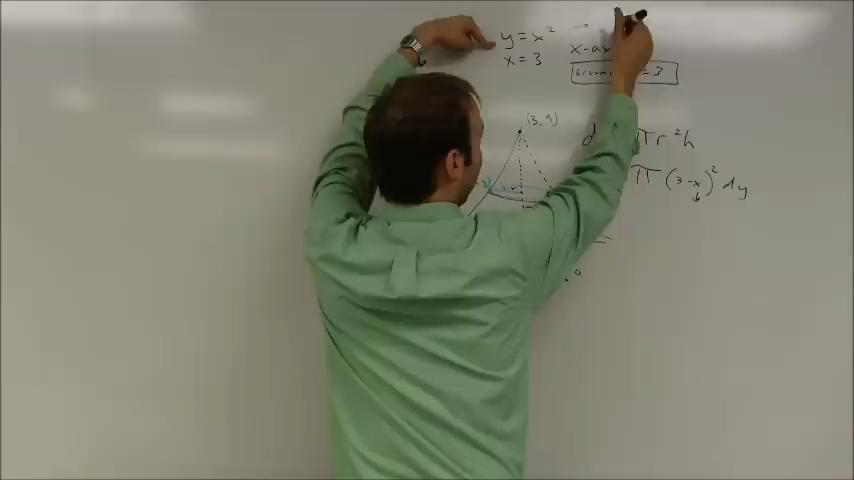 y = x²
x = 3
x-ax
= 3
(3, 9)
d πr²h
π (3-x)² dy